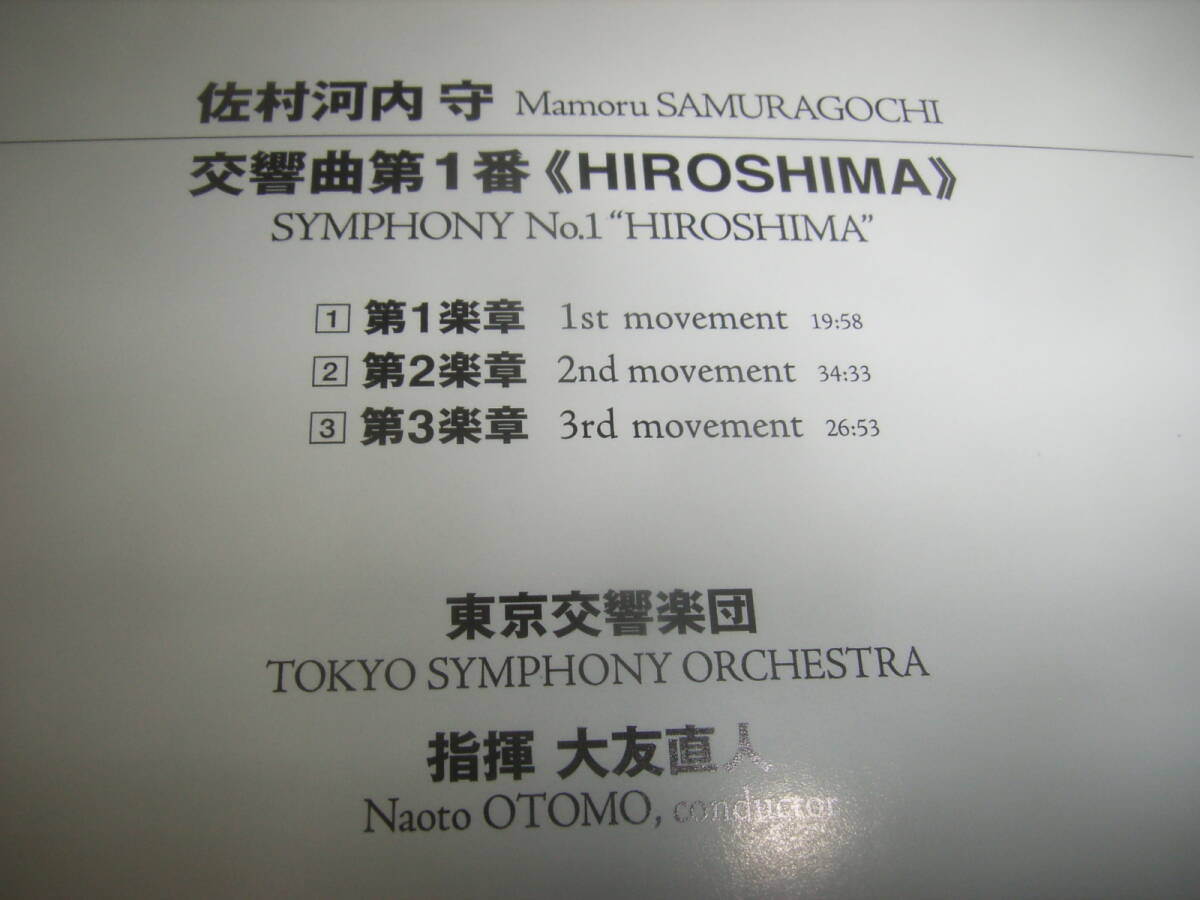 佐村河内 守 Mamoru SAMURAGOCHI
交響曲第1番《HIROSHIMA》
SYMPHONY No.1 “HIROSHIMA”
1 第1楽章 1st movement 19:58
2 第2楽章 2nd movement 34:33
3 第3楽章 3rd movement 26:53
東京交響楽団
TOKYO SYMPHONY ORCHESTRA
指揮 大友直人
Naoto OTOMO, conductor